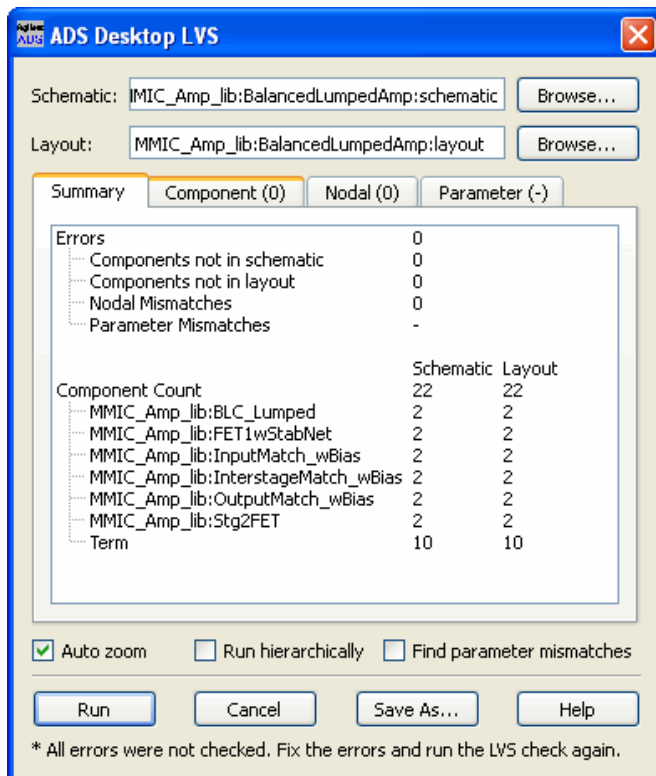 Agilent
ADS
ADS Desktop LVS
Schematic: MIC_Amp_lib:BalancedLumpedAmp:schematic Browse...
Layout: MMIC_Amp_lib:BalancedLumpedAmp:layout Browse...
Summary Component (0) Nodal (0) Parameter (-)
Errors 0
Components not in schematic 0
Components not in layout 0
Nodal Mismatches 0
Parameter Mismatches -
Schematic Layout
Component Count 22 22
MMIC_Amp_lib:BLC_Lumped 2 2
MMIC_Amp_lib:FET1wStabNet 2 2
MMIC_Amp_lib:InputMatch_wBias 2 2
MMIC_Amp_lib:InterstageMatch_wBias 2 2
MMIC_Amp_lib:OutputMatch_wBias 2 2
MMIC_Amp_lib:Stg2FET 2 2
Term 10 10
Auto zoom Run hierarchically Find parameter mismatches
Run Cancel Save As... Help
* All errors were not checked. Fix the errors and run the LVS check again.